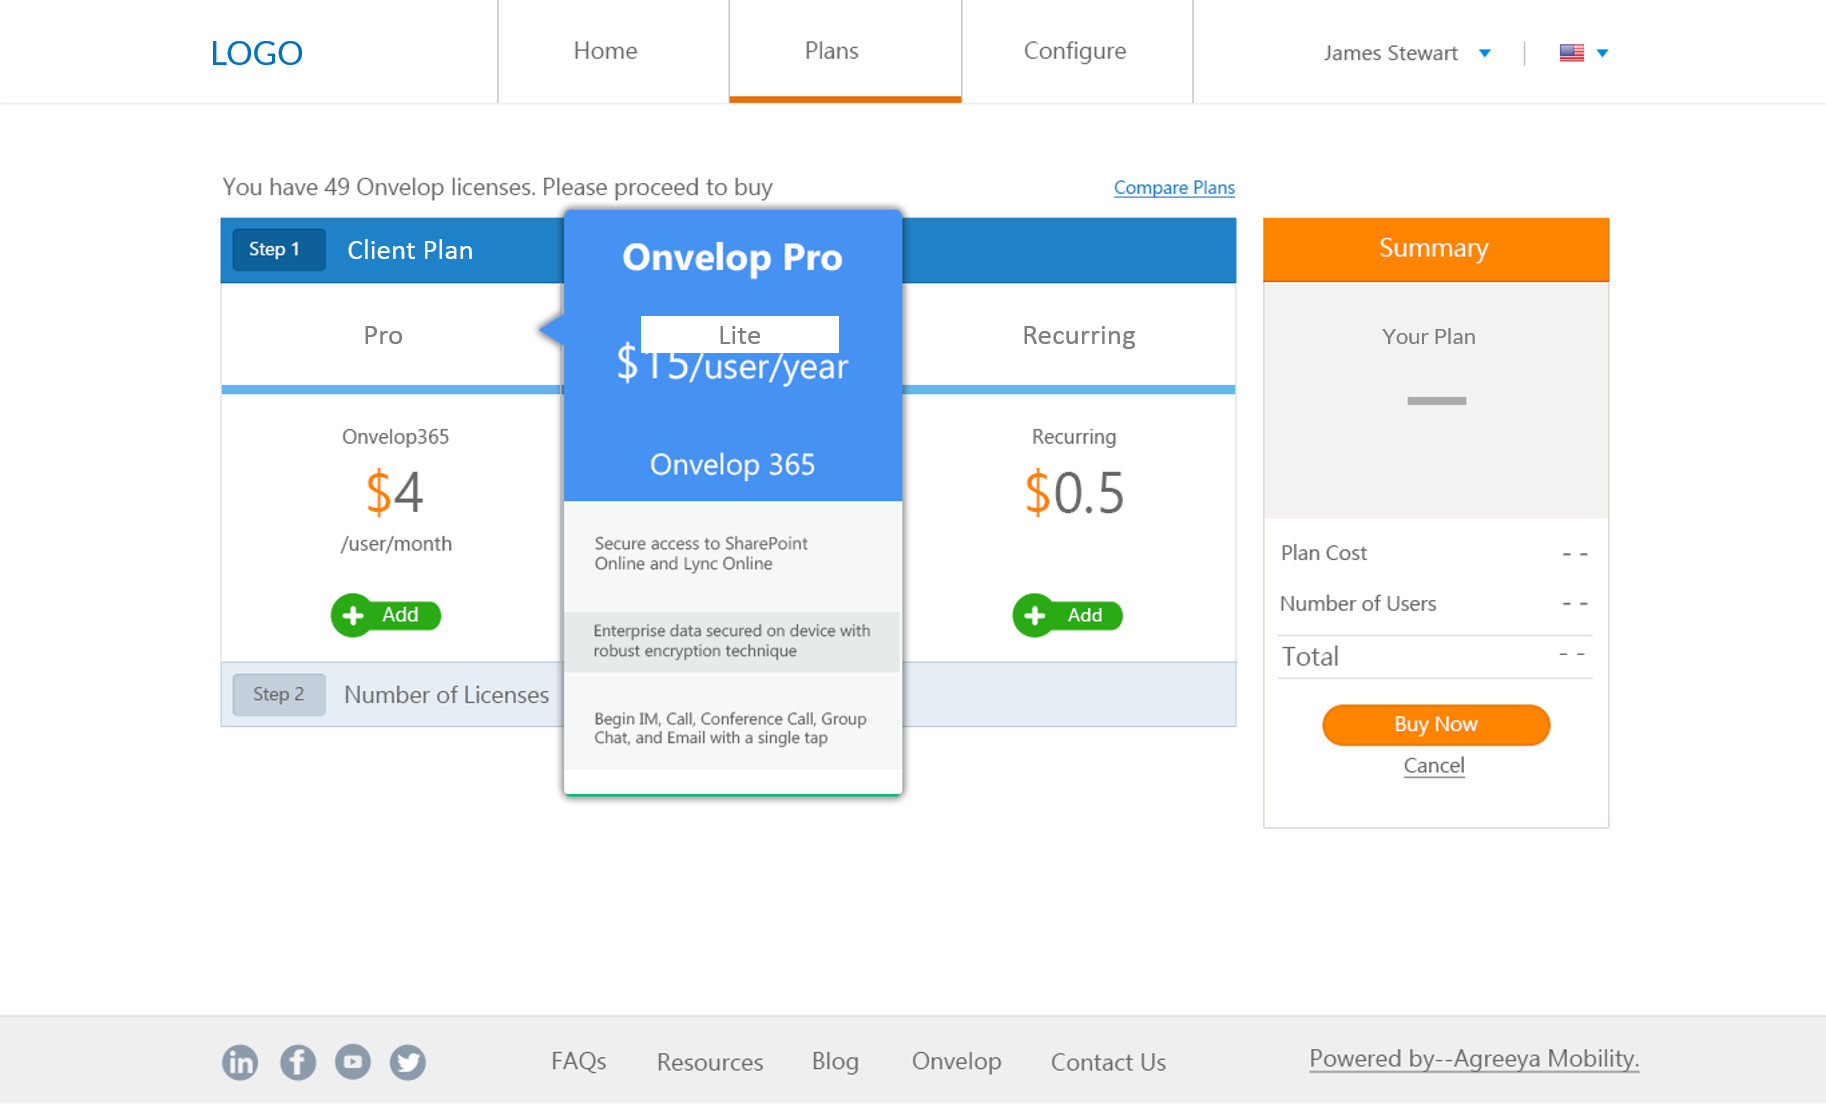 LOGO
Home
Plans
Configure
James Stewart
You have 49 Onvelop licenses. Please proceed to buy
Compare Plans
Step 1
Client Plan
Pro
Onvelop365
$4
/user/month
Add
Onvelop Pro
Lite
$15/user/year
Onvelop 365
Secure access to SharePoint
Online and Lync Online
Enterprise data secured on device with
robust encryption technique
Begin IM, Call, Conference Call, Group
Chat, and Email with a single tap
Recurring
Recurring
$0.5
Add
Step 2
Number of Licenses
Summary
Your Plan
Plan Cost
- -
Number of Users
- -
Total
- -
Buy Now
Cancel
in
f
FAQs
Resources
Blog
Onvelop
Contact Us
Powered by--Agreeya Mobility.